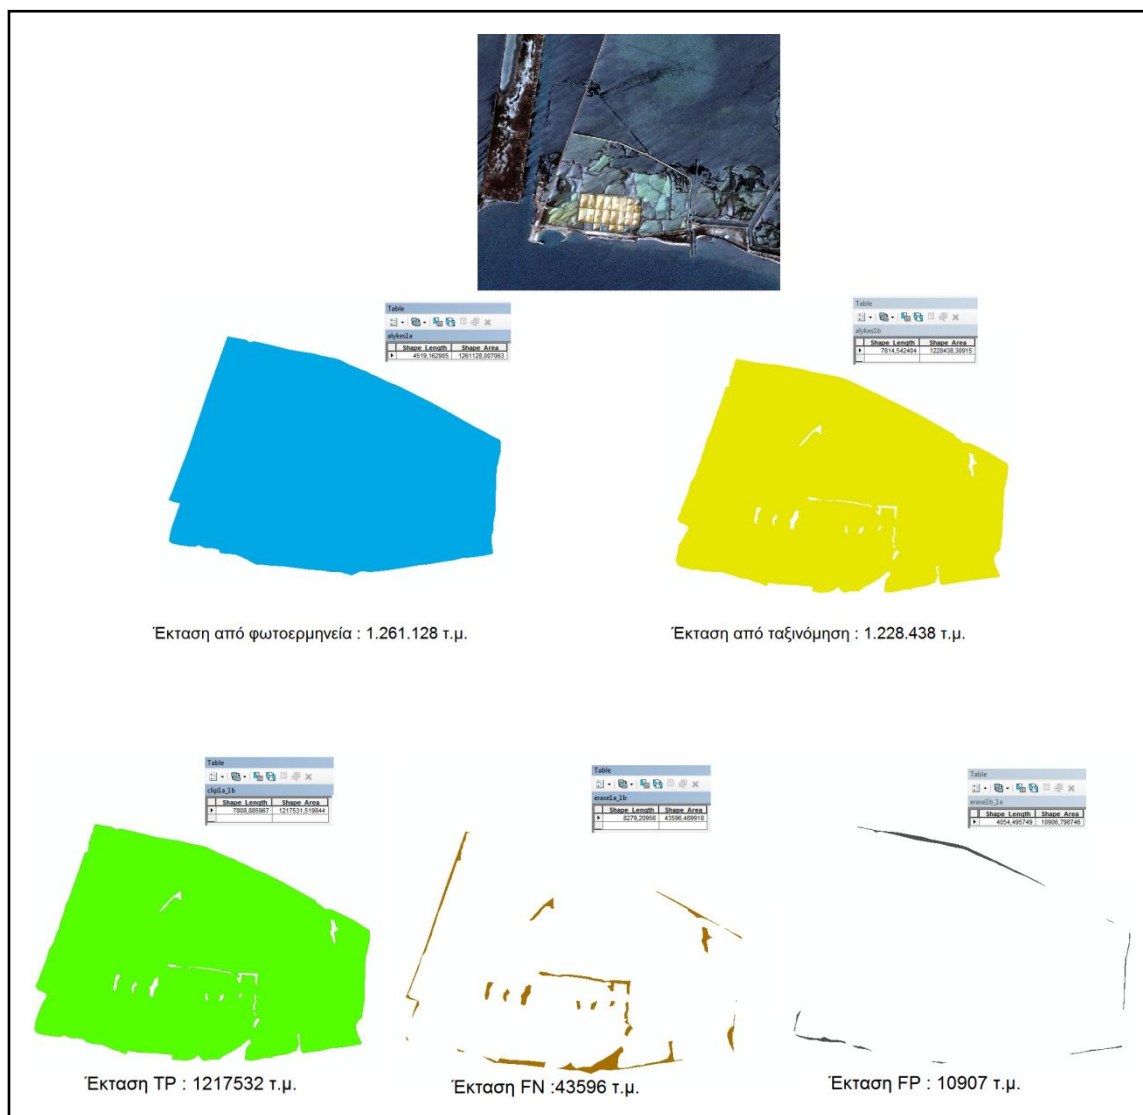 Table
alykes1a
Shape_Length Shape_Area
4519,162905 1261128,007063
Table
alykes1b
Shape_Length Shape_Area
7814,542404 1228438,30915
Έκταση από φωτοερμηνεία : 1.261.128 τ.μ.
Έκταση από ταξινόμηση : 1.228.438 τ.μ.
Table
clip1a_1b
Shape_Length Shape_Area
7808,885967 1217531,519844
Table
erase1a_1b
Shape_Length Shape_Area
8279,20956 43596,489918
Table
erase1b_1a
Shape_Length Shape_Area
4054,495749 10906,798746
Έκταση TP : 1217532 τ.μ.
Έκταση FN :43596 τ.μ.
Έκταση FP : 10907 τ.μ.